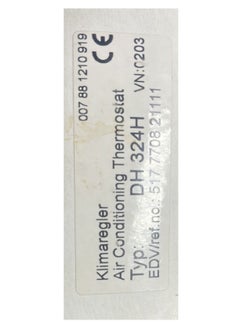 007 88 1210 919
CE
Klimaregler
Air Conditioning Thermostat
Typ: DH 324H VN:0203
EDV/ref.no.: 517 7708 21111